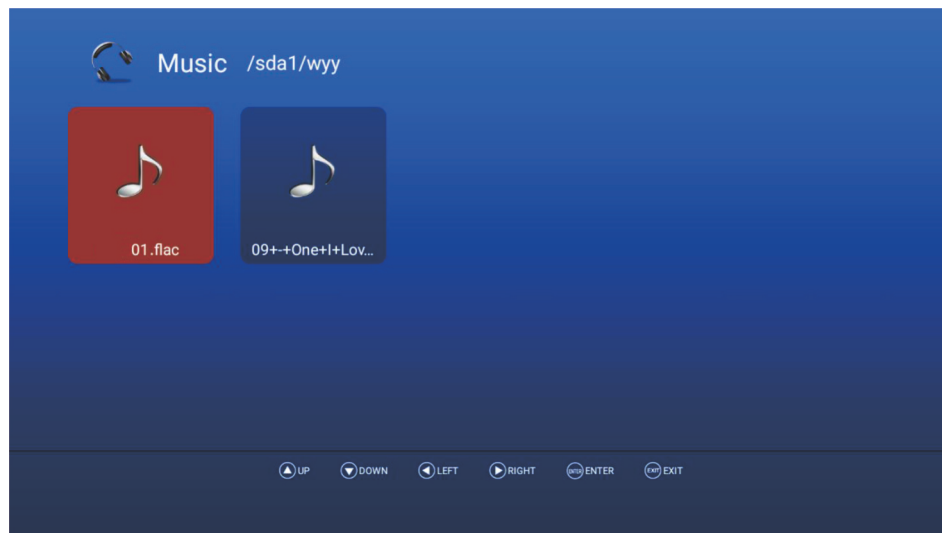 Music /sda1/wyy
01.flac 09+-+One+I+Lov...
UP DOWN LEFT RIGHT ENTER ENTER EXIT EXIT